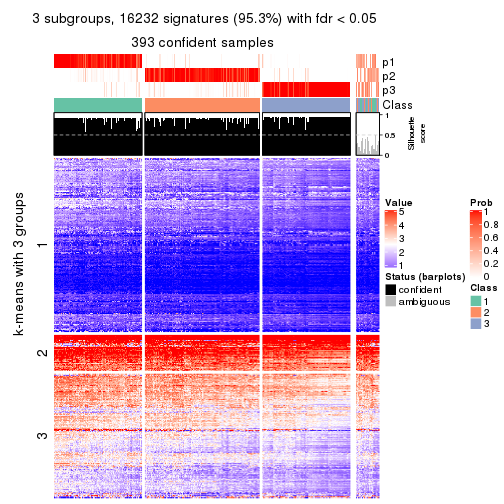 3 subgroups, 16232 signatures (95.3%) with fdr < 0.05
393 confident samples
p1
p2
p3
Class
1
0.5
0
Silhouette
score
k-means with 3 groups
1
2
3
Value
5
4
3
2
1
Status (barplots)
confident
ambiguous
Prob
1
0.8
0.6
0.4
0.2
0
Class
1
2
3